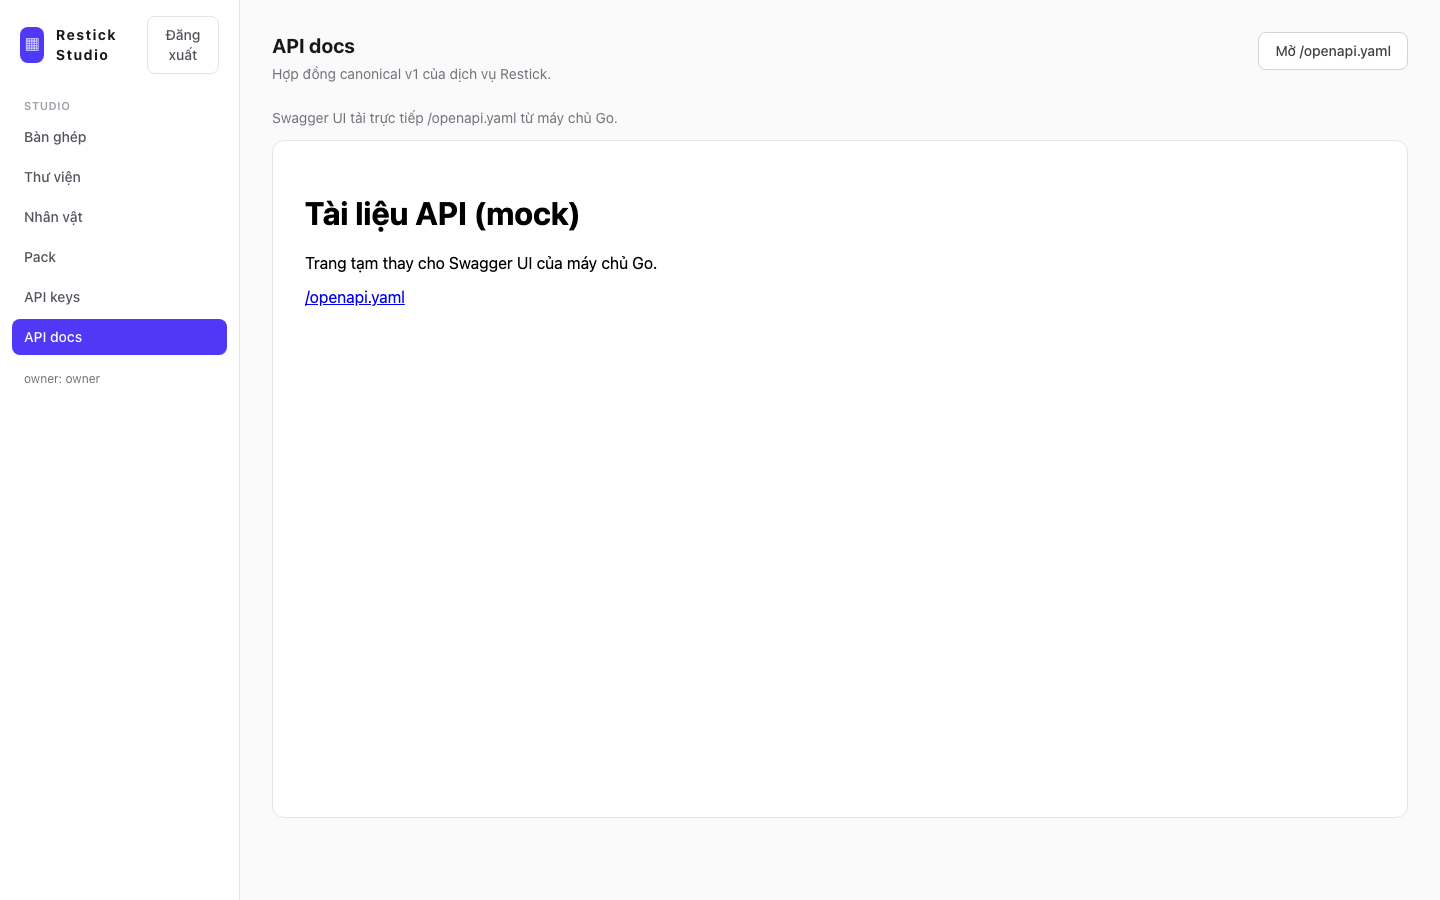 Restick
Studio
Đăng
xuất
STUDIO
Bàn ghép
Thư viện
Nhân vật
Pack
API keys
API docs
owner: owner
API docs
Hợp đồng canonical v1 của dịch vụ Restick.
Mở /openapi.yaml
Swagger UI tải trực tiếp /openapi.yaml từ máy chủ Go.
Tài liệu API (mock)
Trang tạm thay cho Swagger UI của máy chủ Go.
/openapi.yaml